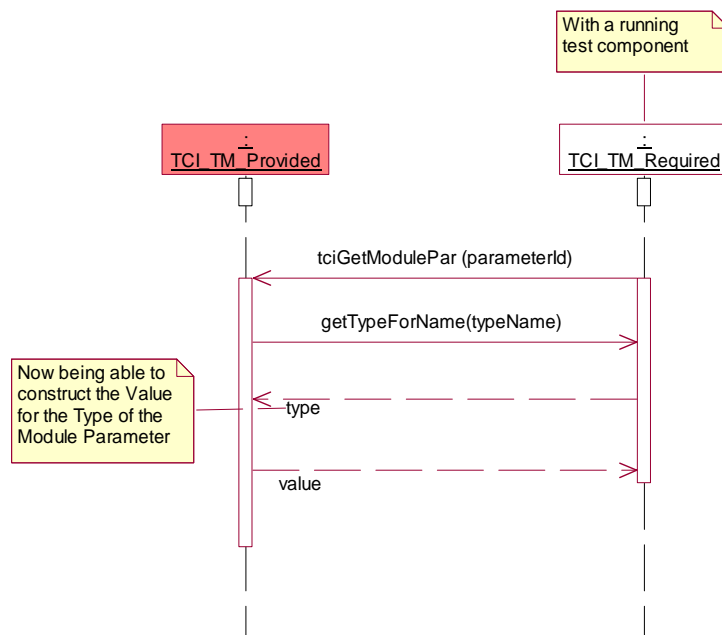 With a running
test component
:
TCI_TM_Provided
:
TCI_TM_Required
tciGetModulePar (parameterId)
getTypeForName(typeName)
Now being able to
construct the Value
for the Type of the
Module Parameter
type
value